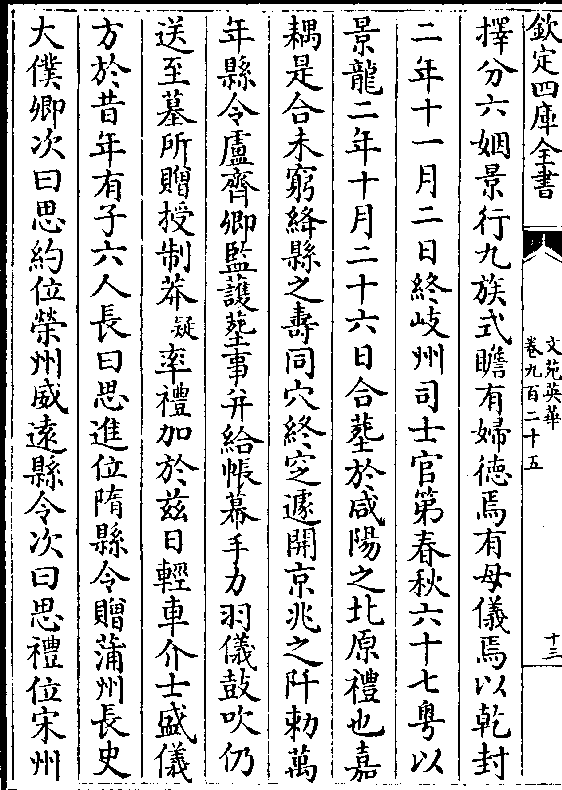 欽定四庫全書
文苑英華
卷九百二十五
十三
擇分六姻景行九族式瞻有婦徳焉有母儀焉以乾封
二年十一月二日終岐州司士官第春秋六十七粤以
景龍二年十月二十六日合塟於咸陽之北原禮也嘉
耦是合未窮絳縣之壽同穴終空遽開京兆之阡勅萬
年縣令盧齊卿監護塟事并給帳幕手力羽儀鼓吹仍
送至墓所贈授制莽疑率禮加於兹日輕車介士盛儀
方於昔年有子六人長曰思進位隋縣令贈蒲州長史
大僕卿次曰思約位榮州威遠縣令次曰思禮位宋州